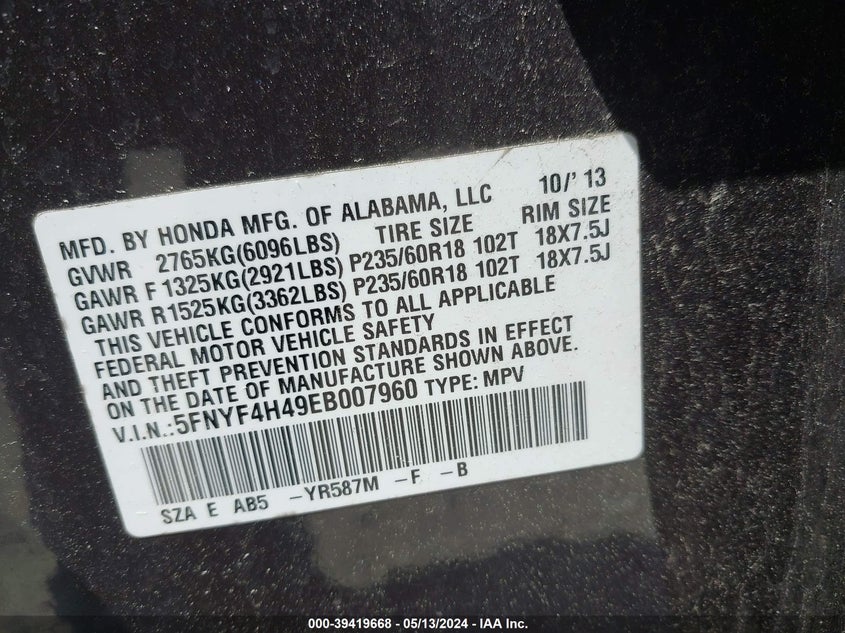 MFD. BY HONDA MFG. OF ALABAMA, LLC 10/' 13
GVWR 2765KG(6096LBS) TIRE SIZE RIM SIZE
GAWR F 1325KG(2921LBS) P235/60R18 102T 18X7.5J
GAWR R1525KG(3362LBS) P235/60R18 102T 18X7.5J
THIS VEHICLE CONFORMS TO ALL APPLICABLE
FEDERAL MOTOR VEHICLE SAFETY
AND THEFT PREVENTION STANDARDS IN EFFECT
ON THE DATE OF MANUFACTURE SHOWN ABOVE.
V.I.N.:5FNYF4H49EB007960 TYPE: MPV
SZA E AB5 -YR587M -F -B
000-39419668 - 05/13/2024 - IAA Inc.